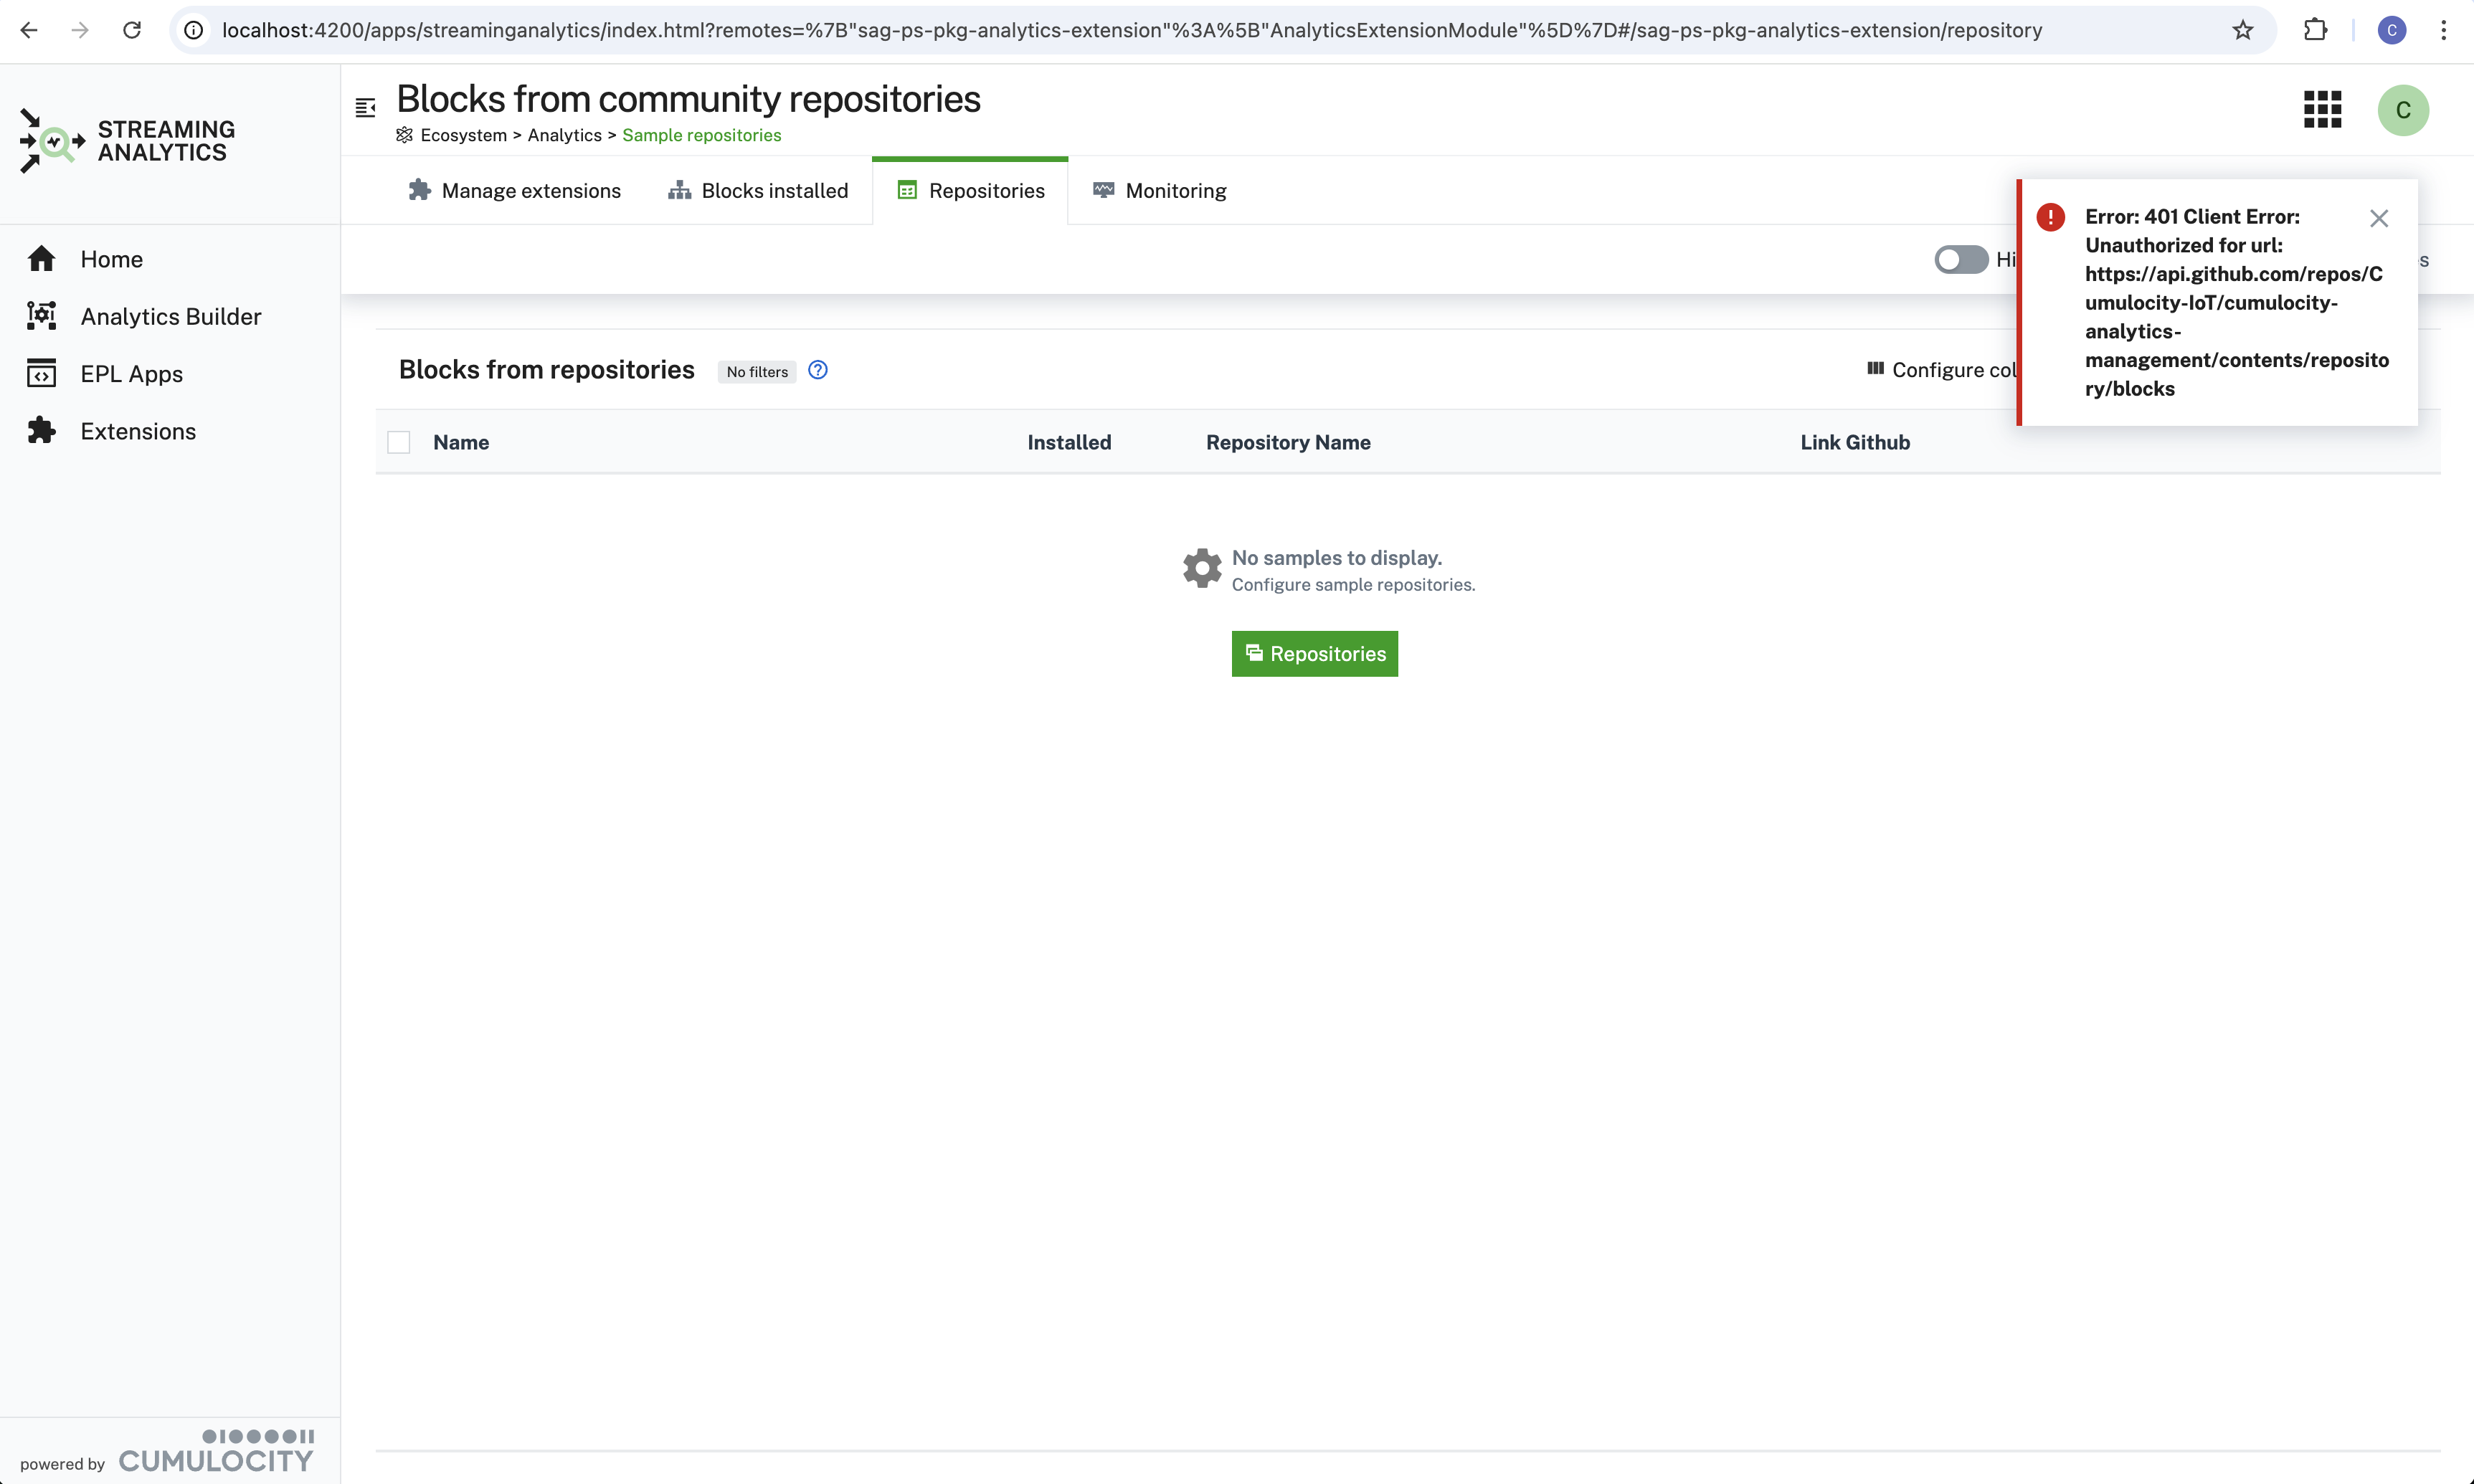 localhost:4200/apps/streaminganalytics/index.html?remotes=%7B"sag-ps-pkg-analytics-extension"%3A%5B"AnalyticsExtensionModule"%5D%7D#/sag-ps-pkg-analytics-extension/repository
C
STREAMING
ANALYTICS
Blocks from community repositories
Ecosystem > Analytics > Sample repositories
C
Manage extensions
Blocks installed
Repositories
Monitoring
Home
Analytics Builder
EPL Apps
Extensions
Hi
s
Error: 401 Client Error:
Unauthorized for url:
https://api.github.com/repos/C
umulocity-IoT/cumulocity-
analytics-
management/contents/reposito
ry/blocks
Blocks from repositories
No filters
Configure col
Name
Installed
Repository Name
Link Github
No samples to display.
Configure sample repositories.
Repositories
powered by CUMULOCITY